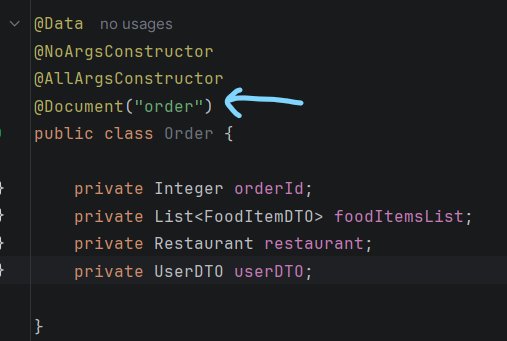 @Data no usages
@NoArgsConstructor
@AllArgsConstructor
@Document("order")
public class Order {
private Integer orderId;
private List<FoodItemDTO> foodItemsList;
private Restaurant restaurant;
private UserDTO userDTO;
}